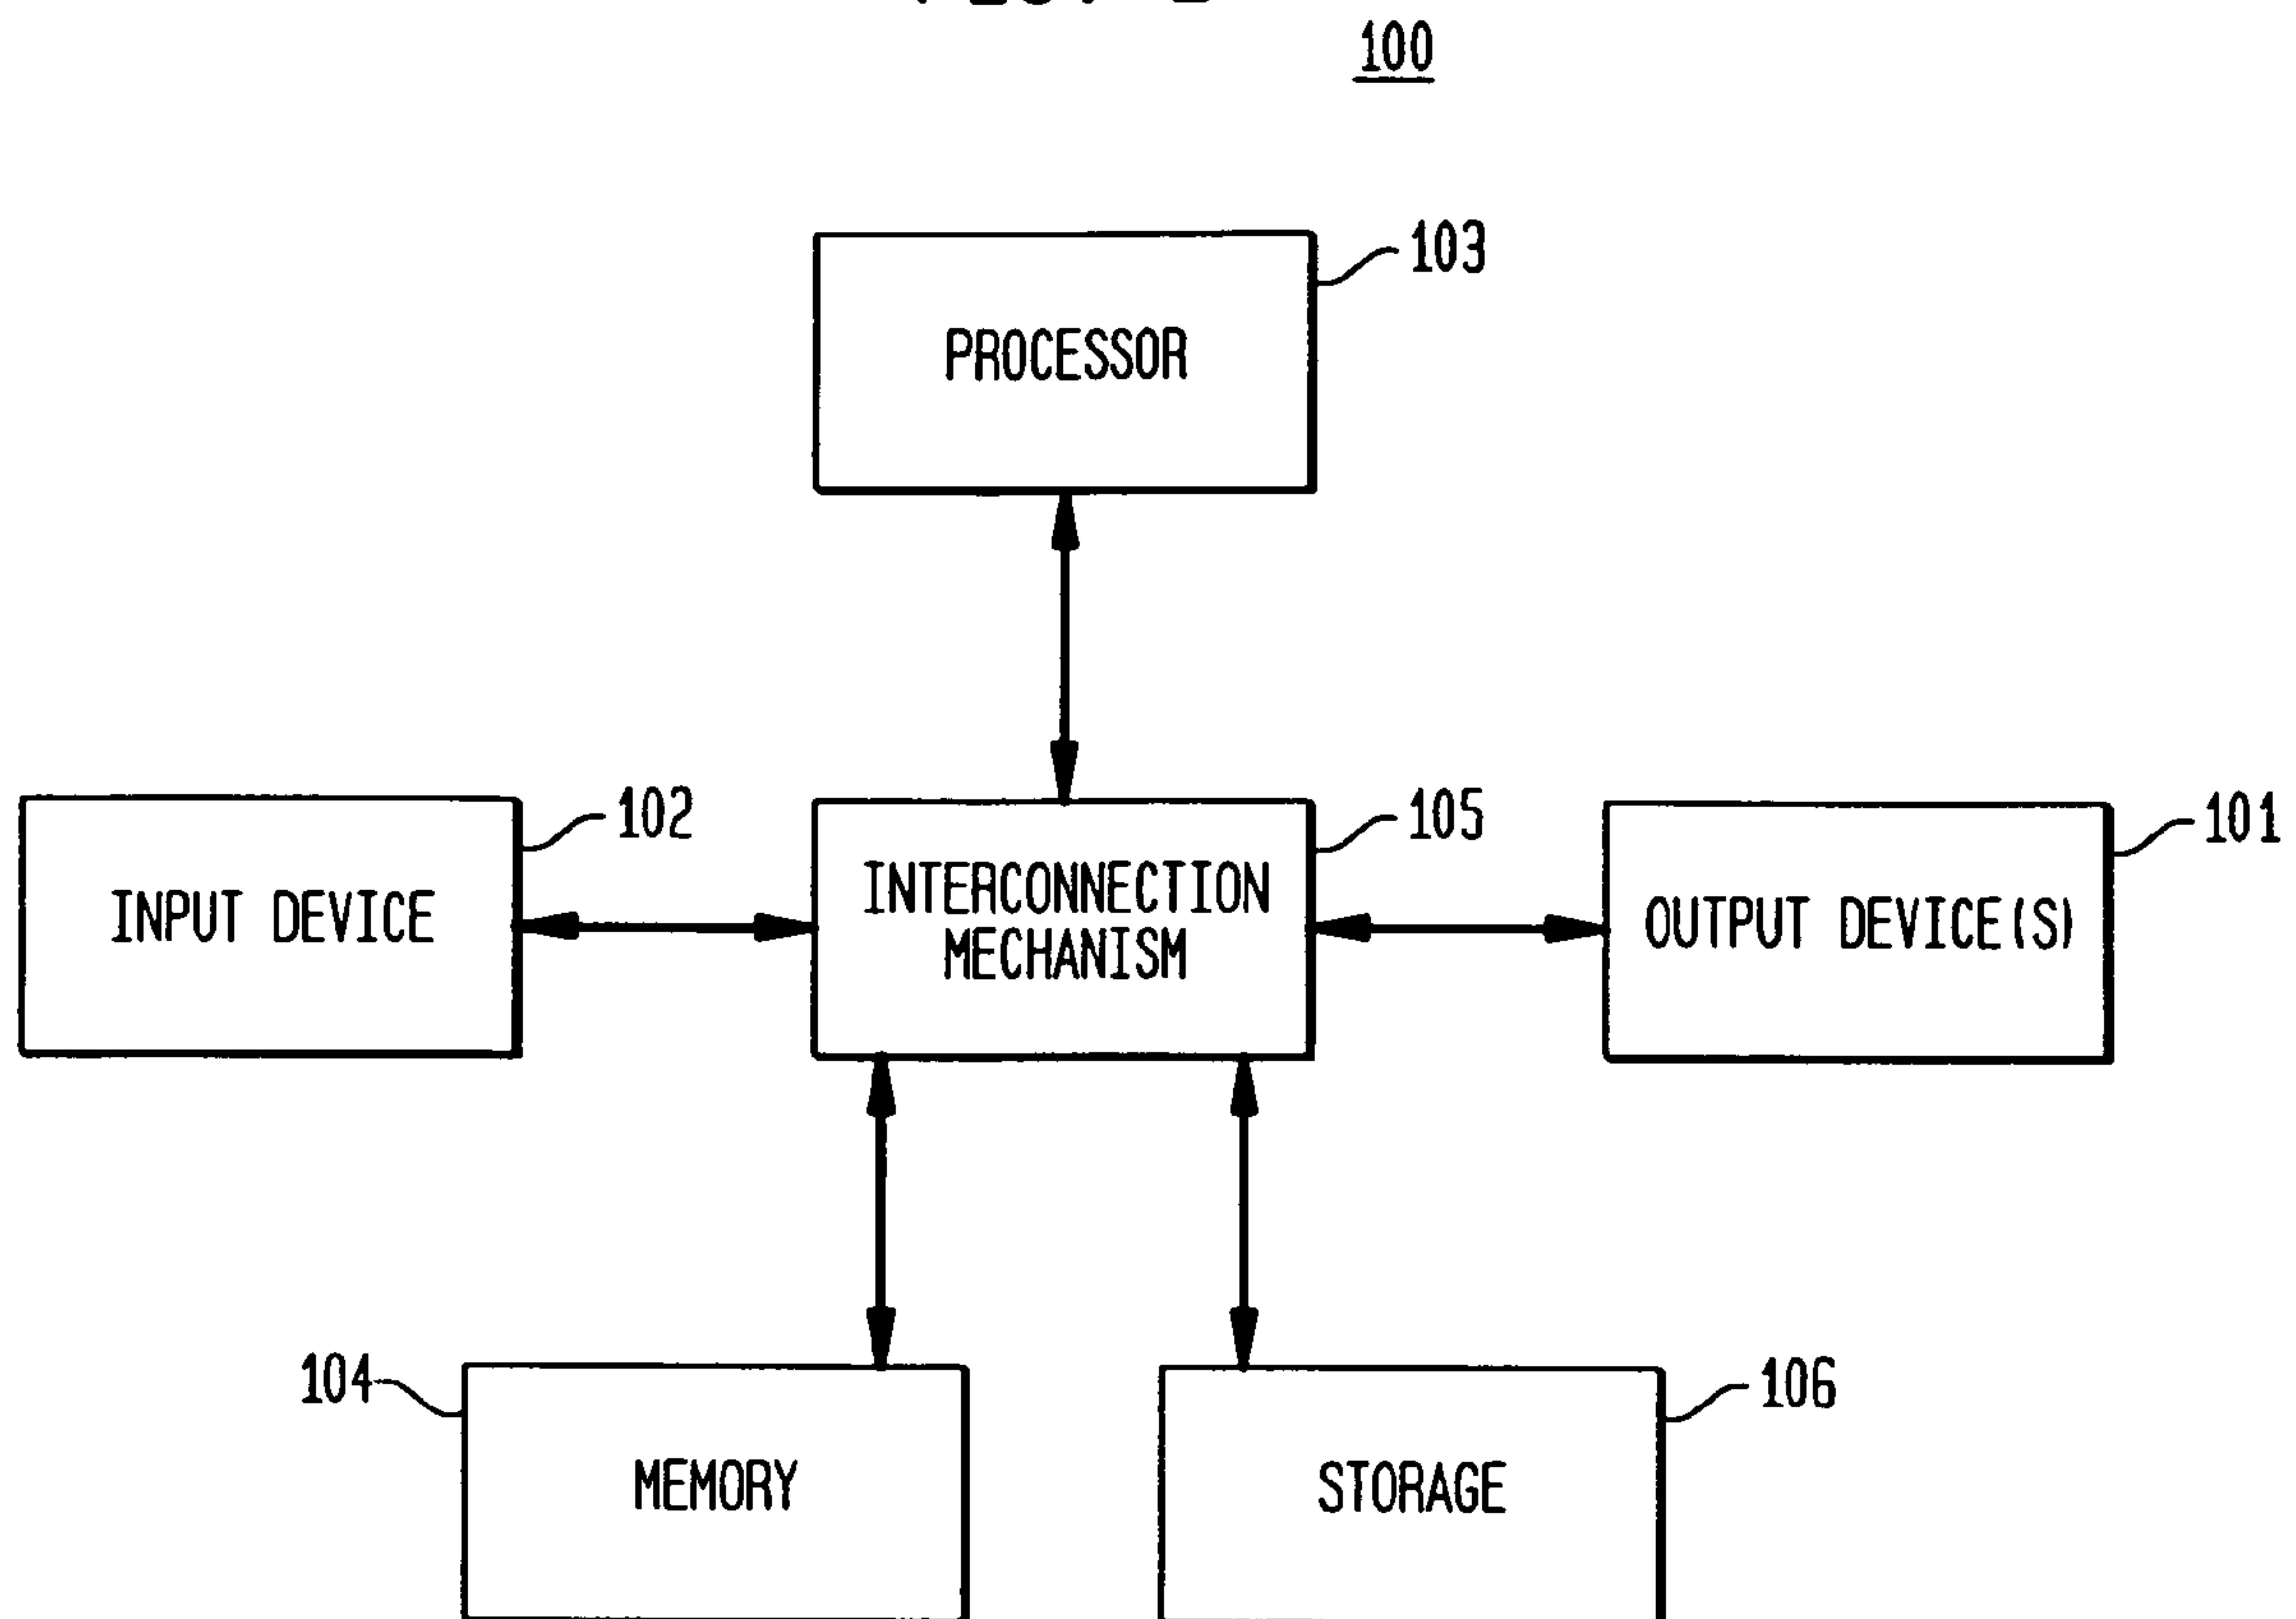 100
103
PROCESSOR
102
105
101
INPUT DEVICE
INTERCONNECTION
MECHANISM
OUTPUT DEVICE(S)
104
106
MEMORY
STORAGE